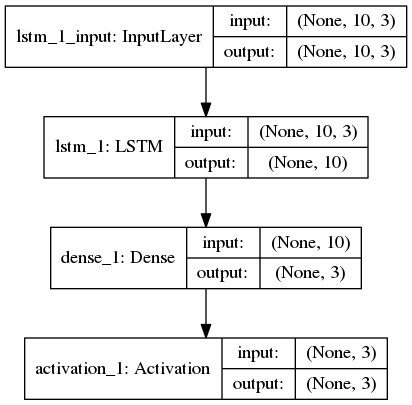 lstm_1_input: InputLayer
input: (None, 10, 3)
output: (None, 10, 3)
lstm_1: LSTM
input: (None, 10, 3)
output: (None, 10)
dense_1: Dense
input: (None, 10)
output: (None, 3)
activation_1: Activation
input: (None, 3)
output: (None, 3)